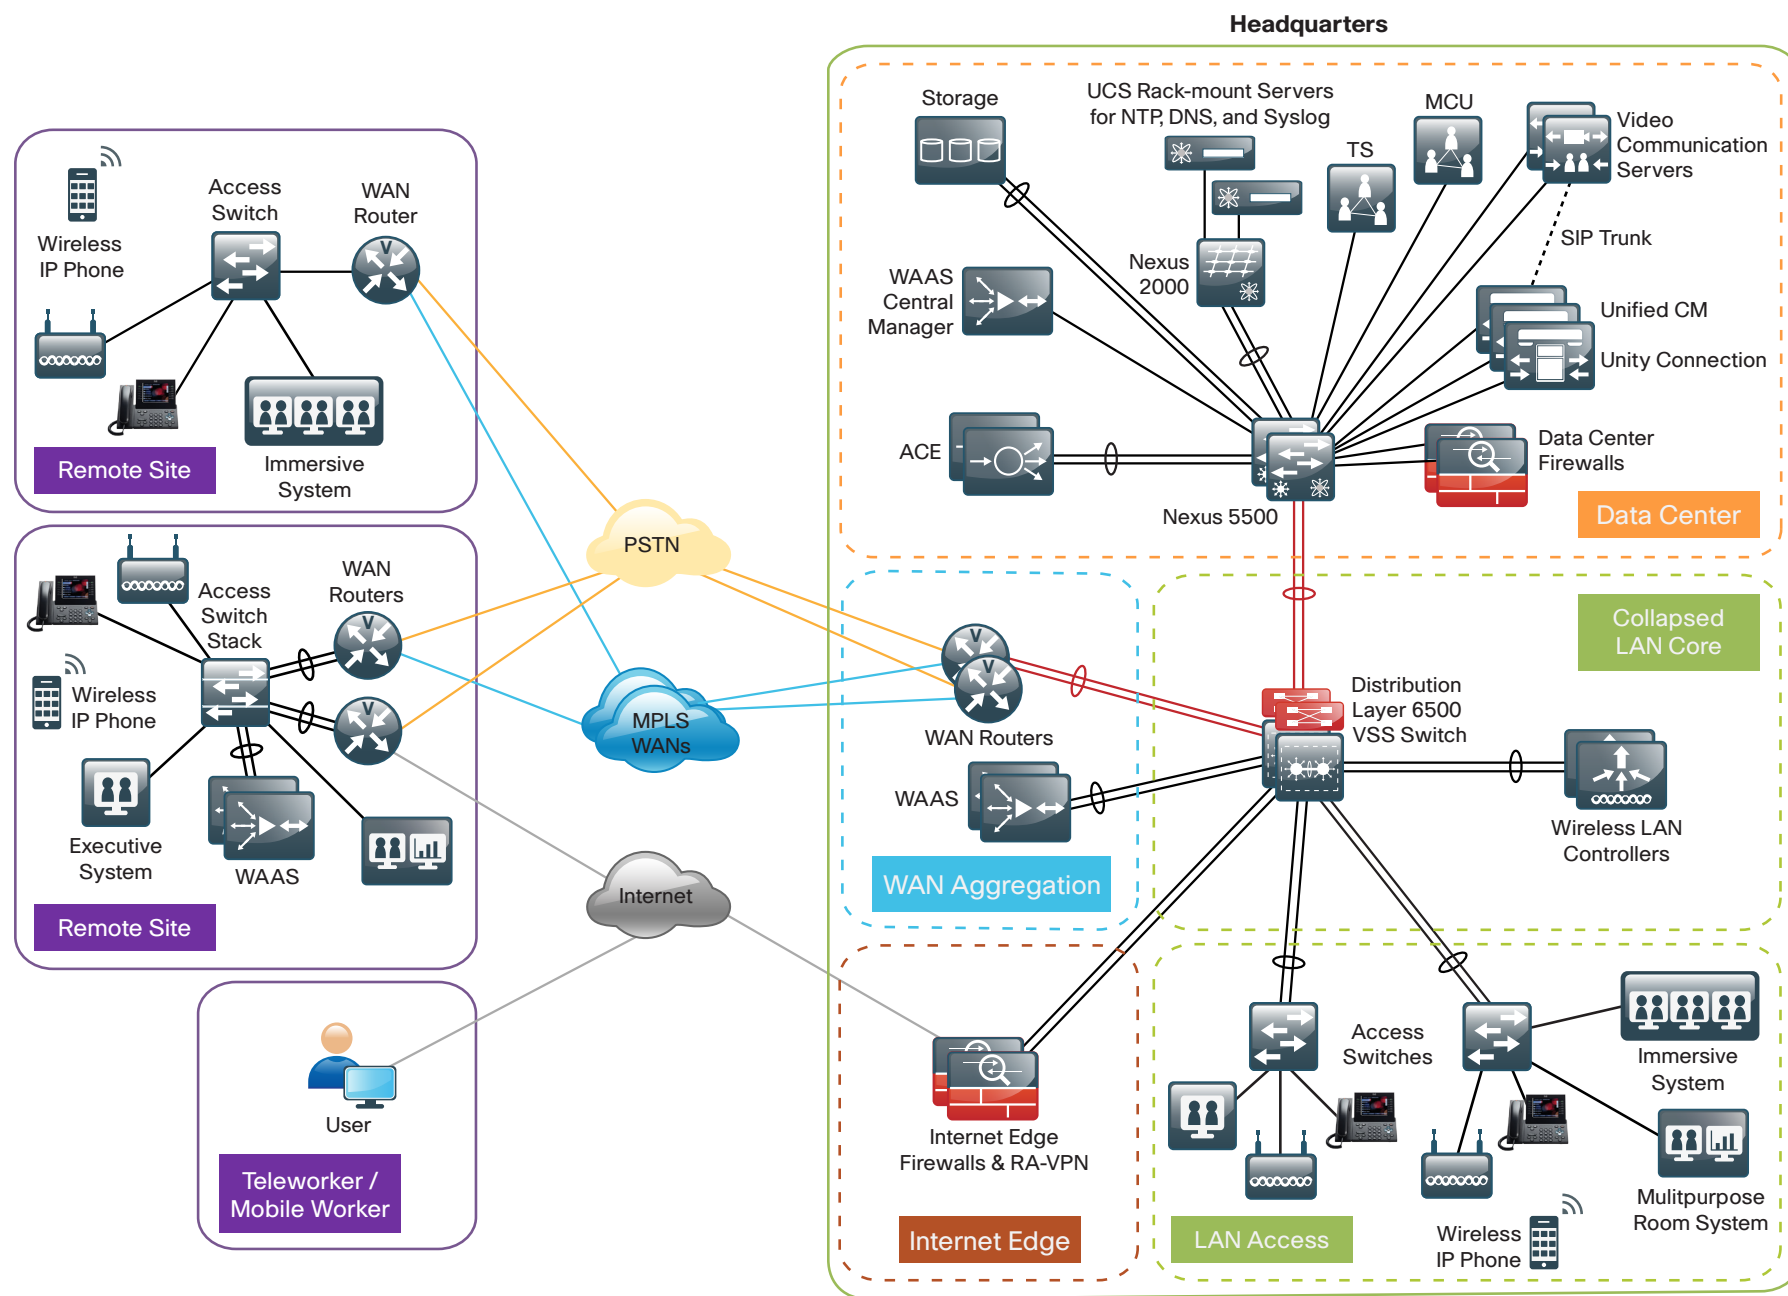 Headquarters
Storage
UCS Rack-mount Servers
for NTP, DNS, and Syslog
MCU
TS
Video
Communication
Servers
SIP Trunk
Nexus
2000
WAAS
Central
Manager
Unified CM
Unity Connection
ACE
Data Center
Firewalls
Nexus 5500
Data Center
Wireless
IP Phone
Access
Switch
WAN
Router
V
Remote Site
Immersive
System
PSTN
WAN
Routers
Access
Switch
Stack
V
Wireless
IP Phone
V
Executive
System
WAAS
Remote Site
MPLS
WANs
Internet
User
Teleworker /
Mobile Worker
V
V
WAN Routers
WAAS
WAN Aggregation
Collapsed
LAN Core
Distribution
Layer 6500
VSS Switch
Wireless LAN
Controllers
Internet Edge
Firewalls & RA-VPN
Internet Edge
Access
Switches
Immersive
System
Mulitpurpose
Room System
Wireless
IP Phone
LAN Access